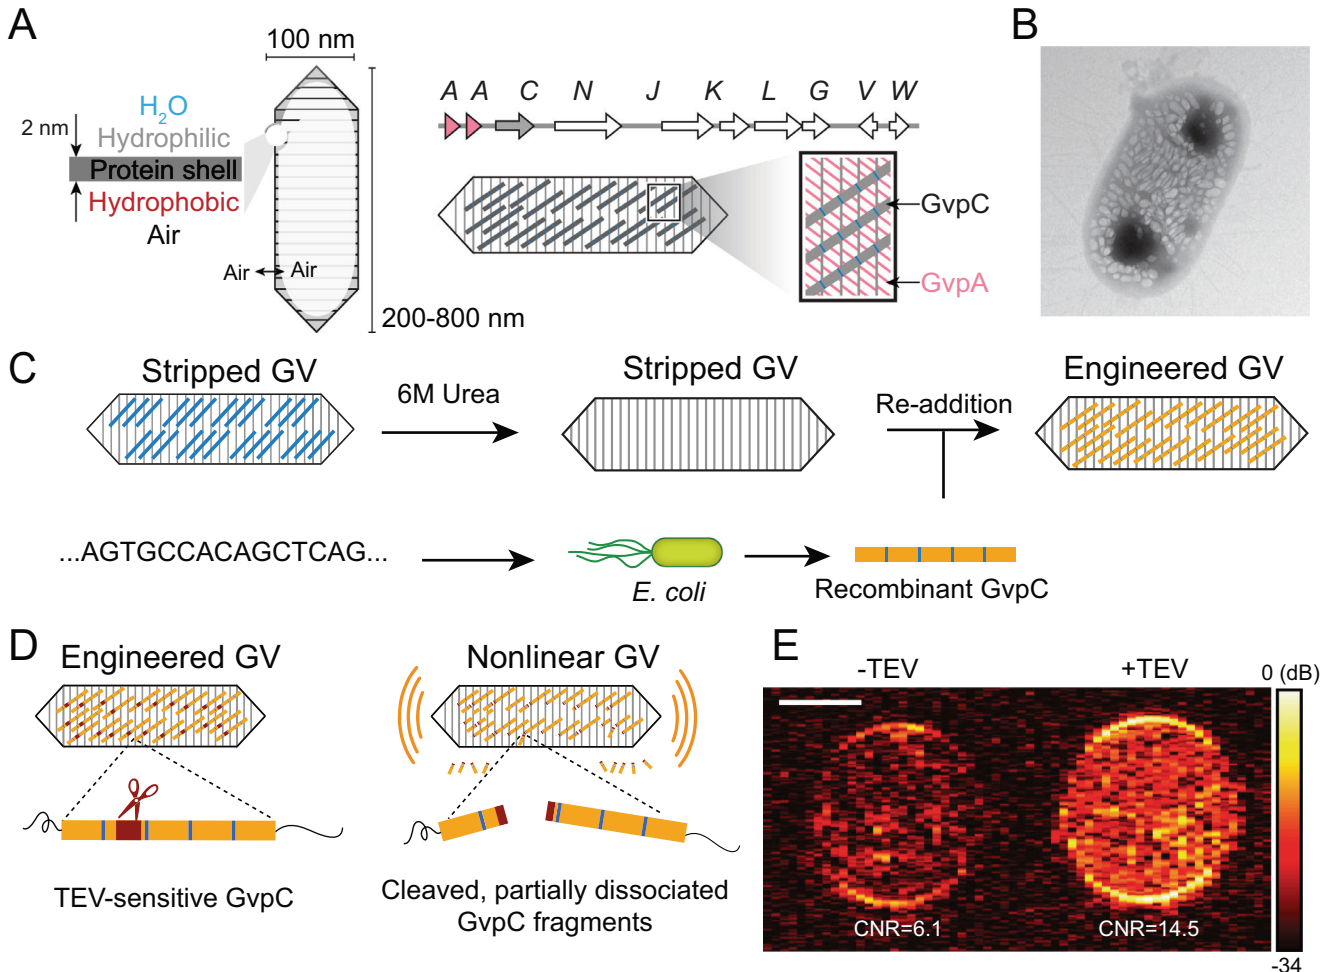 A
100 nm
H₂O
2 nm
Hydrophilic
Protein shell
Hydrophobic
Air
Air
Air
200-800 nm
A A C N J K L G V W
GvpC
GvpA
B
C
Stripped GV
6M Urea
Stripped GV
Re-addition
Engineered GV
...AGTGCCACAGCTCAG...
E. coli
Recombinant GvpC
D
Engineered GV
Nonlinear GV
TEV-sensitive GvpC
Cleaved, partially dissociated
GvpC fragments
E
-TEV
+TEV
0 (dB)
CNR=6.1
CNR=14.5
-34